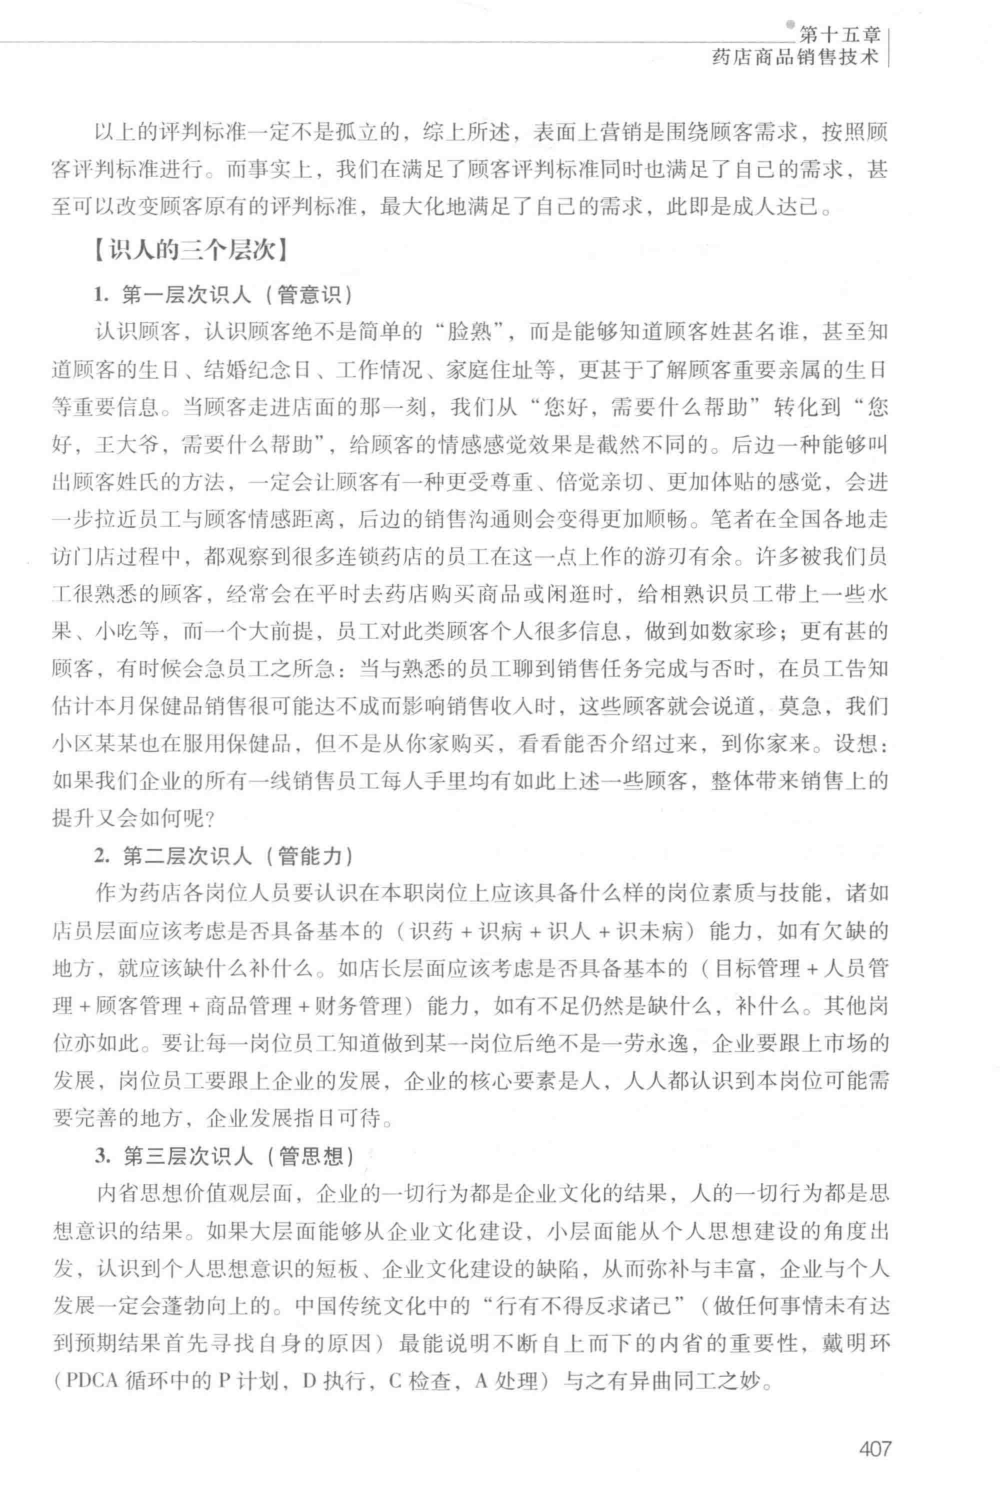 第十五章
药店商品销售技术
以上的评判标准一定不是孤立的，综上所述，表面上营销是围绕顾客需求，按照顾
客评判标准进行。而事实上，我们在满足了顾客评判标准同时也满足了自己的需求，甚
至可以改变顾客原有的评判标准，最大化地满足了自己的需求，此即是成人达己。
【识人的三个层次】
1. 第一层次识人（管意识）
认识顾客，认识顾客绝不是简单的“脸熟”，而是能够知道顾客姓甚名谁，甚至知
道顾客的生日、结婚纪念日、工作情况、家庭住址等，更甚于了解顾客重要亲属的生日
等重要信息。当顾客走进店面的那一刻，我们从“您好，需要什么帮助”转化到“您
好，王大爷，需要什么帮助”，给顾客的情感感觉效果是截然不同的。后边一种能够叫
出顾客姓氏的方法，一定会让顾客有一种更受尊重、倍觉亲切、更加体贴的感觉，会进
一步拉近员工与顾客情感距离，后边的销售沟通则会变得更加顺畅。笔者在全国各地走
访门店过程中，都观察到很多连锁药店的员工在这一点上作的游刃有余。许多被我们员
工很熟悉的顾客，经常会在平时去药店购买商品或闲逛时，给相熟识员工带上一些水
果、小吃等，而一个大前提，员工对此类顾客个人很多信息，做到如数家珍；更有甚的
顾客，有时候会急员工之所急：当与熟悉的员工聊到销售任务完成与否时，在员工告知
估计本月保健品销售很可能达不成而影响销售收入时，这些顾客就会说道，莫急，我们
小区某某也在服用保健品，但不是从你家购买，看看能否介绍过来，到你家来。设想：
如果我们企业的所有一线销售员工每人手里均有如此上述一些顾客，整体带来销售上的
提升又会如何呢？
2. 第二层次识人（管能力）
作为药店各岗位人员要认识在本职岗位上应该具备什么样的岗位素质与技能，诸如
店员层面应该考虑是否具备基本的（识药+识病+识人+识未病）能力，如有欠缺的
地方，就应该缺什么补什么。如店长层面应该考虑是否具备基本的（目标管理+人员管
理+顾客管理+商品管理+财务管理）能力，如有不足仍然是缺什么，补什么。其他岗
位亦如此。要让每一岗位员工知道做到某一岗位后绝不是一劳永逸，企业要跟上市场的
发展，岗位员工要跟上企业的发展，企业的核心要素是人，人人都认识到本岗位可能需
要完善的地方，企业发展指日可待。
3. 第三层次识人（管思想）
内省思想价值观层面，企业的一切行为都是企业文化的结果，人的一切行为都是思
想意识的结果。如果大层面能够从企业文化建设，小层面能从个人思想建设的角度出
发，认识到个人思想意识的短板、企业文化建设的缺陷，从而弥补与丰富，企业与个人
发展一定会蓬勃向上的。中国传统文化中的“行有不得反求诸己”（做任何事情未有达
到预期结果首先寻找自身的原因）最能说明不断自上而下的内省的重要性，戴明环
（PDCA 循环中的 P 计划，D 执行，C 检查，A 处理）与之有异曲同工之妙。
407